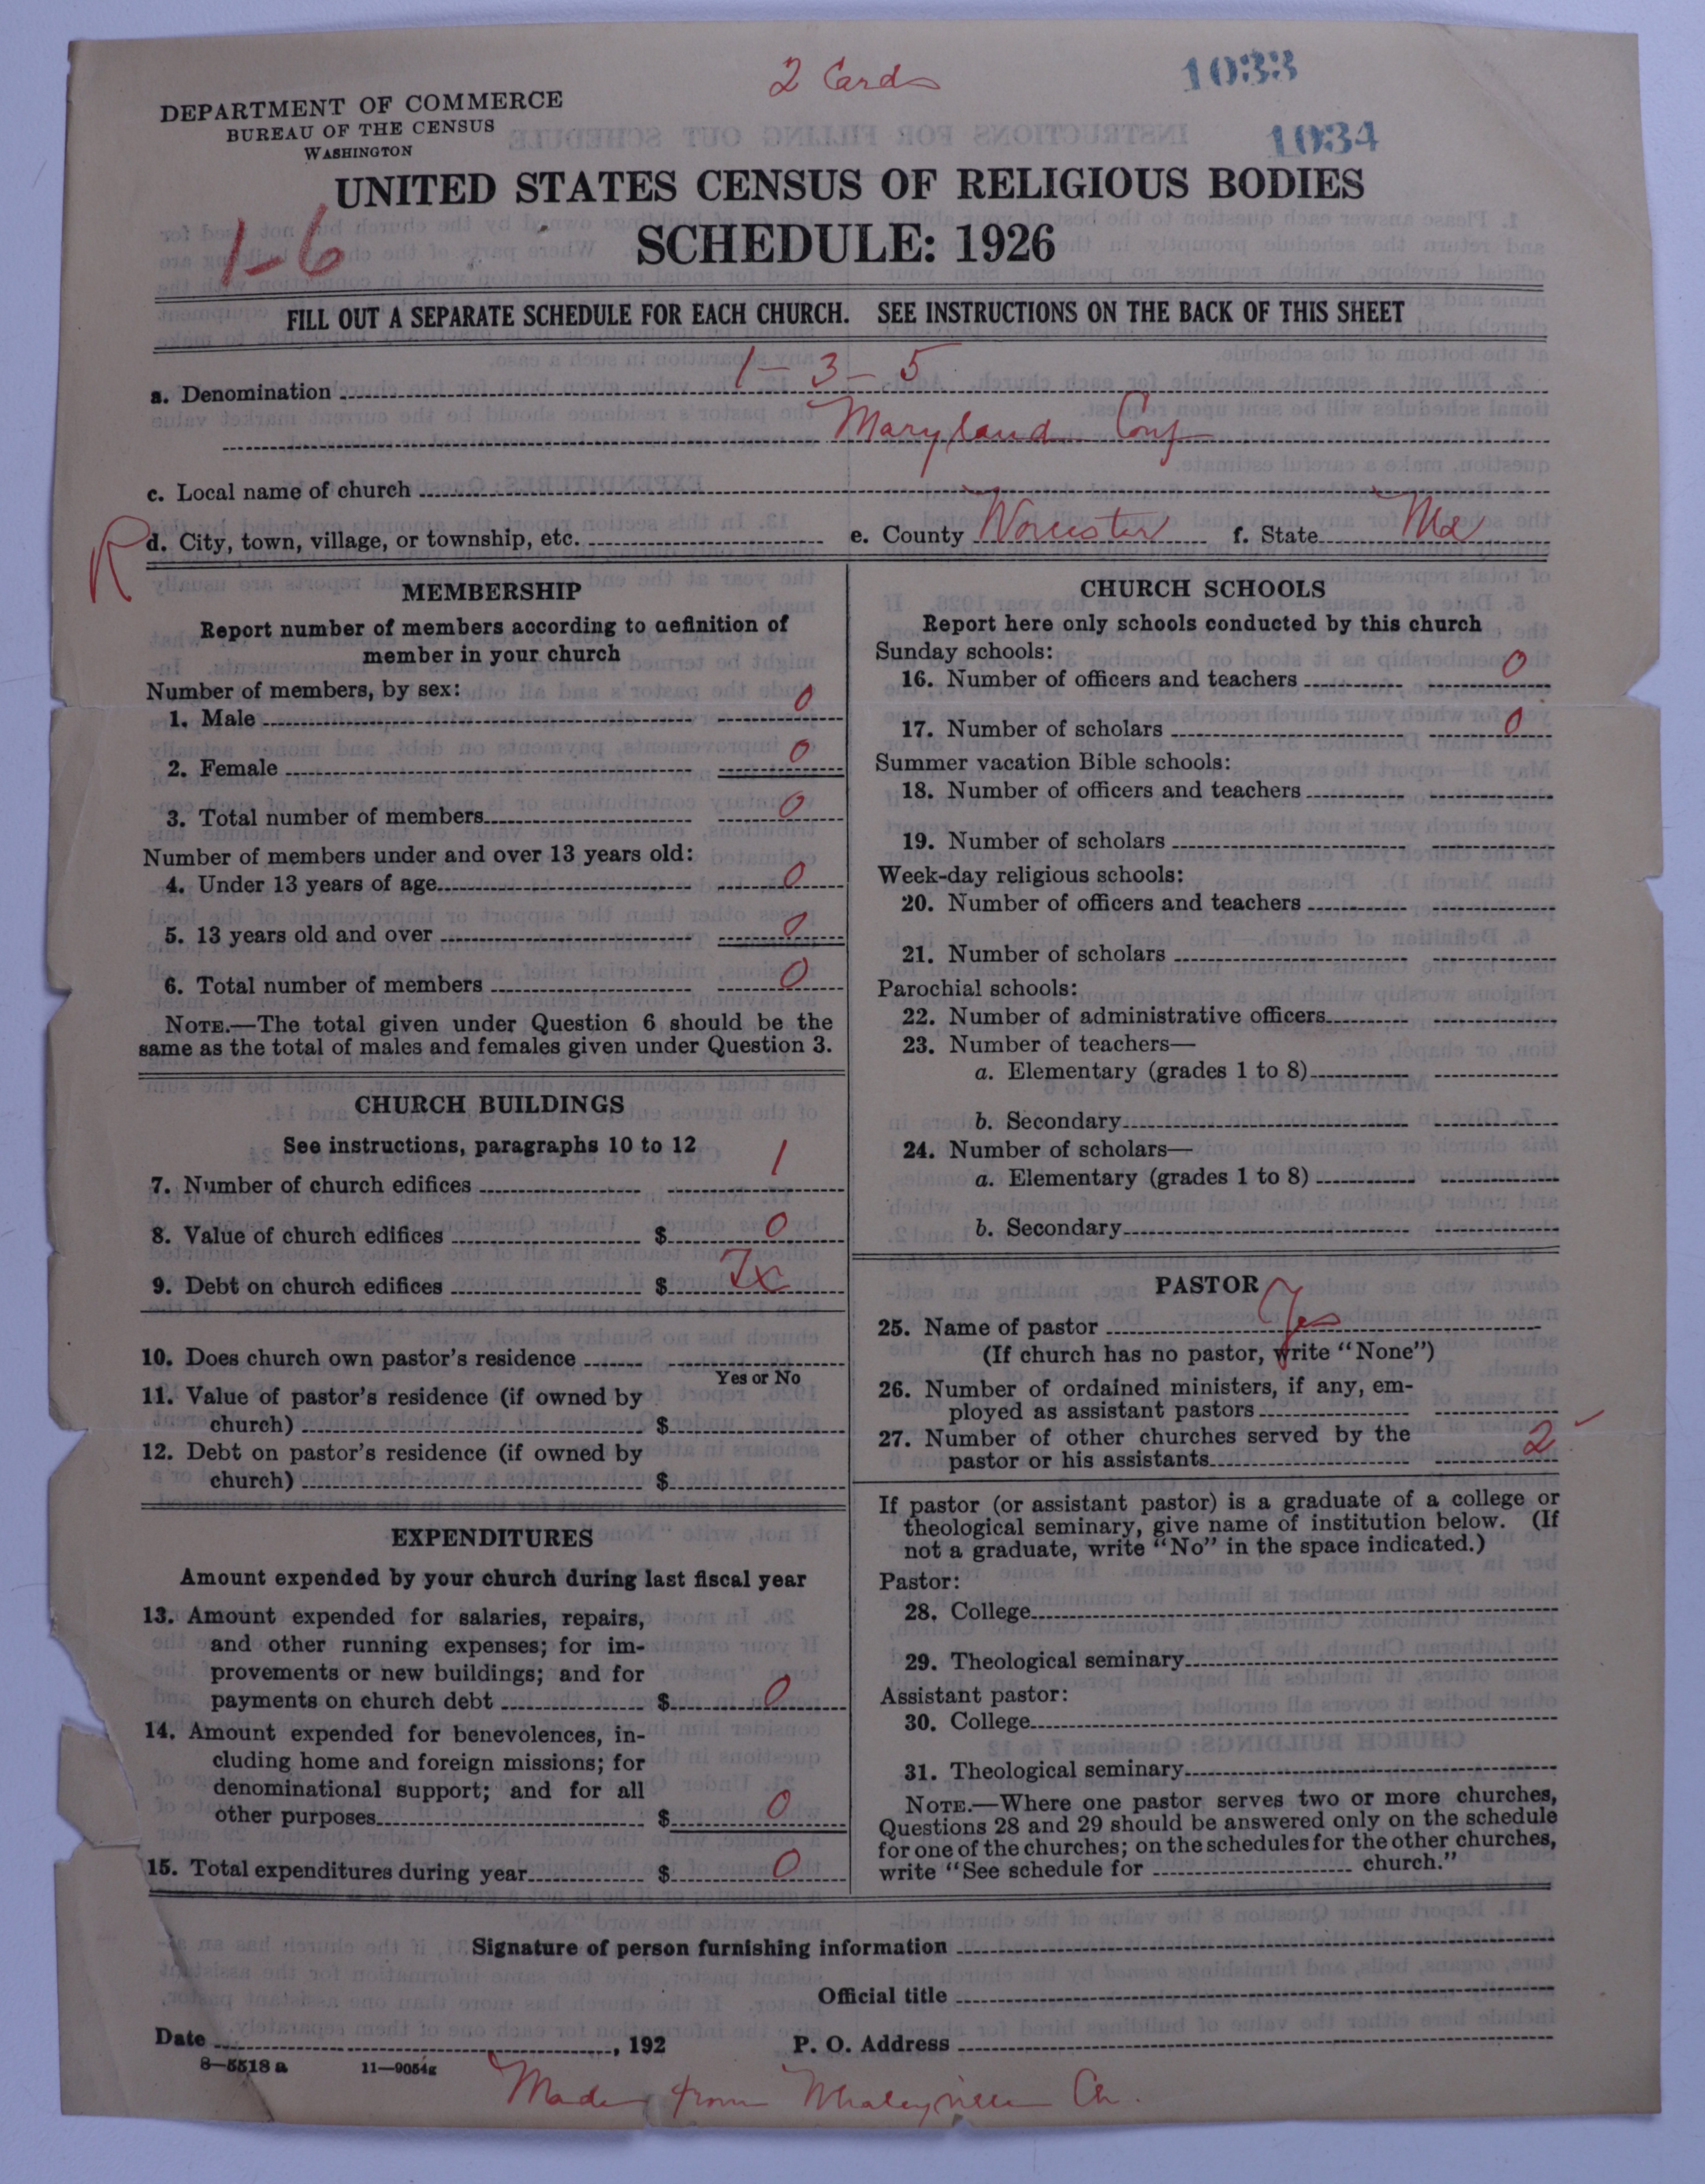 2 Cards
1033
DEPARTMENT OF COMMERCE
BUREAU OF THE CENSUS
WASHINGTON
1034
UNITED STATES CENSUS OF RELIGIOUS BODIES
1-6
SCHEDULE: 1926
FILL OUT A SEPARATE SCHEDULE FOR EACH CHURCH. SEE INSTRUCTIONS ON THE BACK OF THIS SHEET
a. Denomination 1-3-5
Maryland Conf
c. Local name of church
R
d. City, town, village, or township, etc. e. County Worcester f. State Md
MEMBERSHIP
Report number of members according to definition of
member in your church
Number of members, by sex:
1. Male 0
2. Female 0
3. Total number of members 0
Number of members under and over 13 years old:
4. Under 13 years of age 0
5. 13 years old and over 0
6. Total number of members 0
NOTE.—The total given under Question 6 should be the
same as the total of males and females given under Question 3.
CHURCH BUILDINGS
See instructions, paragraphs 10 to 12
7. Number of church edifices 1
8. Value of church edifices $ 0
9. Debt on church edifices $ Tx
10. Does church own pastor's residence
Yes or No
11. Value of pastor's residence (if owned by
church) $
12. Debt on pastor's residence (if owned by
church) $
EXPENDITURES
Amount expended by your church during last fiscal year
13. Amount expended for salaries, repairs,
and other running expenses; for im-
provements or new buildings; and for
payments on church debt $ 0
14. Amount expended for benevolences, in-
cluding home and foreign missions; for
denominational support; and for all
other purposes $ 0
15. Total expenditures during year $ 0
CHURCH SCHOOLS
Report here only schools conducted by this church
Sunday schools:
16. Number of officers and teachers 0
17. Number of scholars 0
Summer vacation Bible schools:
18. Number of officers and teachers
19. Number of scholars
Week-day religious schools:
20. Number of officers and teachers
21. Number of scholars
Parochial schools:
22. Number of administrative officers
23. Number of teachers—
a. Elementary (grades 1 to 8)
b. Secondary
24. Number of scholars—
a. Elementary (grades 1 to 8)
b. Secondary
PASTOR
25. Name of pastor Yes
(If church has no pastor, write "None")
26. Number of ordained ministers, if any, em-
ployed as assistant pastors
27. Number of other churches served by the
pastor or his assistants 2
If pastor (or assistant pastor) is a graduate of a college or
theological seminary, give name of institution below. (If
not a graduate, write "No" in the space indicated.)
Pastor:
28. College
29. Theological seminary
Assistant pastor:
30. College
31. Theological seminary
NOTE.—Where one pastor serves two or more churches,
Questions 28 and 29 should be answered only on the schedule
for one of the churches; on the schedules for the other churches,
write "See schedule for church."
Signature of person furnishing information
Official title
Date , 192 P. O. Address
8—5518 a 11—9054g
Made from Whaleyville Ch.